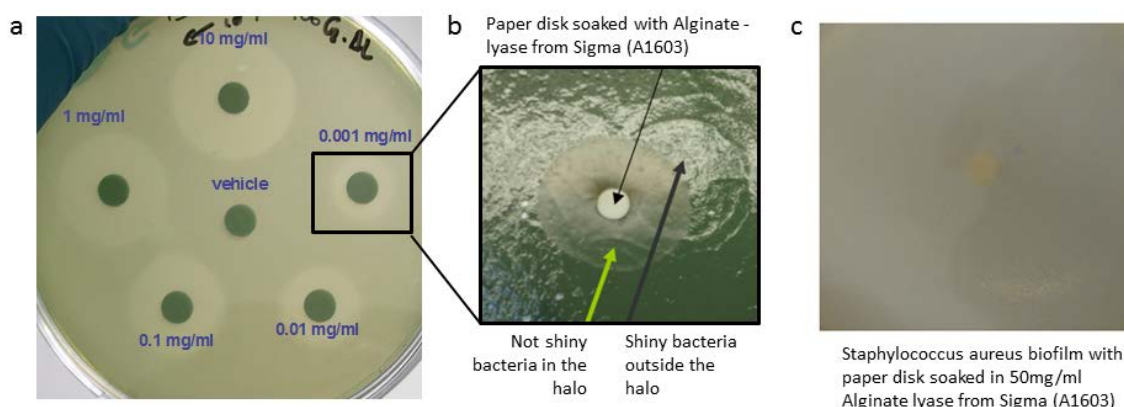 a
G.AL
10 mg/ml
1 mg/ml
0.001 mg/ml
vehicle
0.1 mg/ml
0.01 mg/ml
b
Paper disk soaked with Alginate -
lyase from Sigma (A1603)
Not shiny
bacteria in the
halo
Shiny bacteria
outside the
halo
c
Staphylococcus aureus biofilm with
paper disk soaked in 50mg/ml
Alginate lyase from Sigma (A1603)